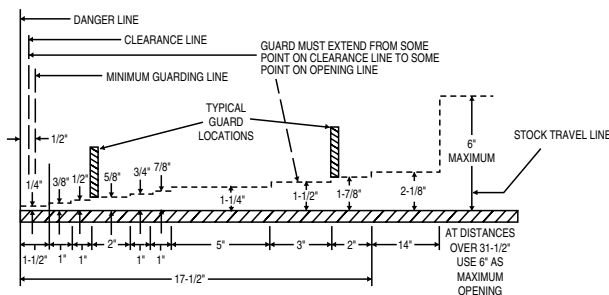 DANGER LINE
CLEARANCE LINE
GUARD MUST EXTEND FROM SOME
POINT ON CLEARANCE LINE TO SOME
POINT ON OPENING LINE
MINIMUM GUARDING LINE
TYPICAL
GUARD
LOCATIONS
1/2"
6"
MAXIMUM
STOCK TRAVEL LINE
1/4"
3/8"
1/2"
5/8"
3/4"
7/8"
1-1/4"
1-1/2"
1-7/8"
2-1/8"
1-1/2"
1"
1"
2"
1"
1"
5"
3"
2"
14"
17-1/2"
AT DISTANCES
OVER 31-1/2"
USE 6" AS
MAXIMUM
OPENING